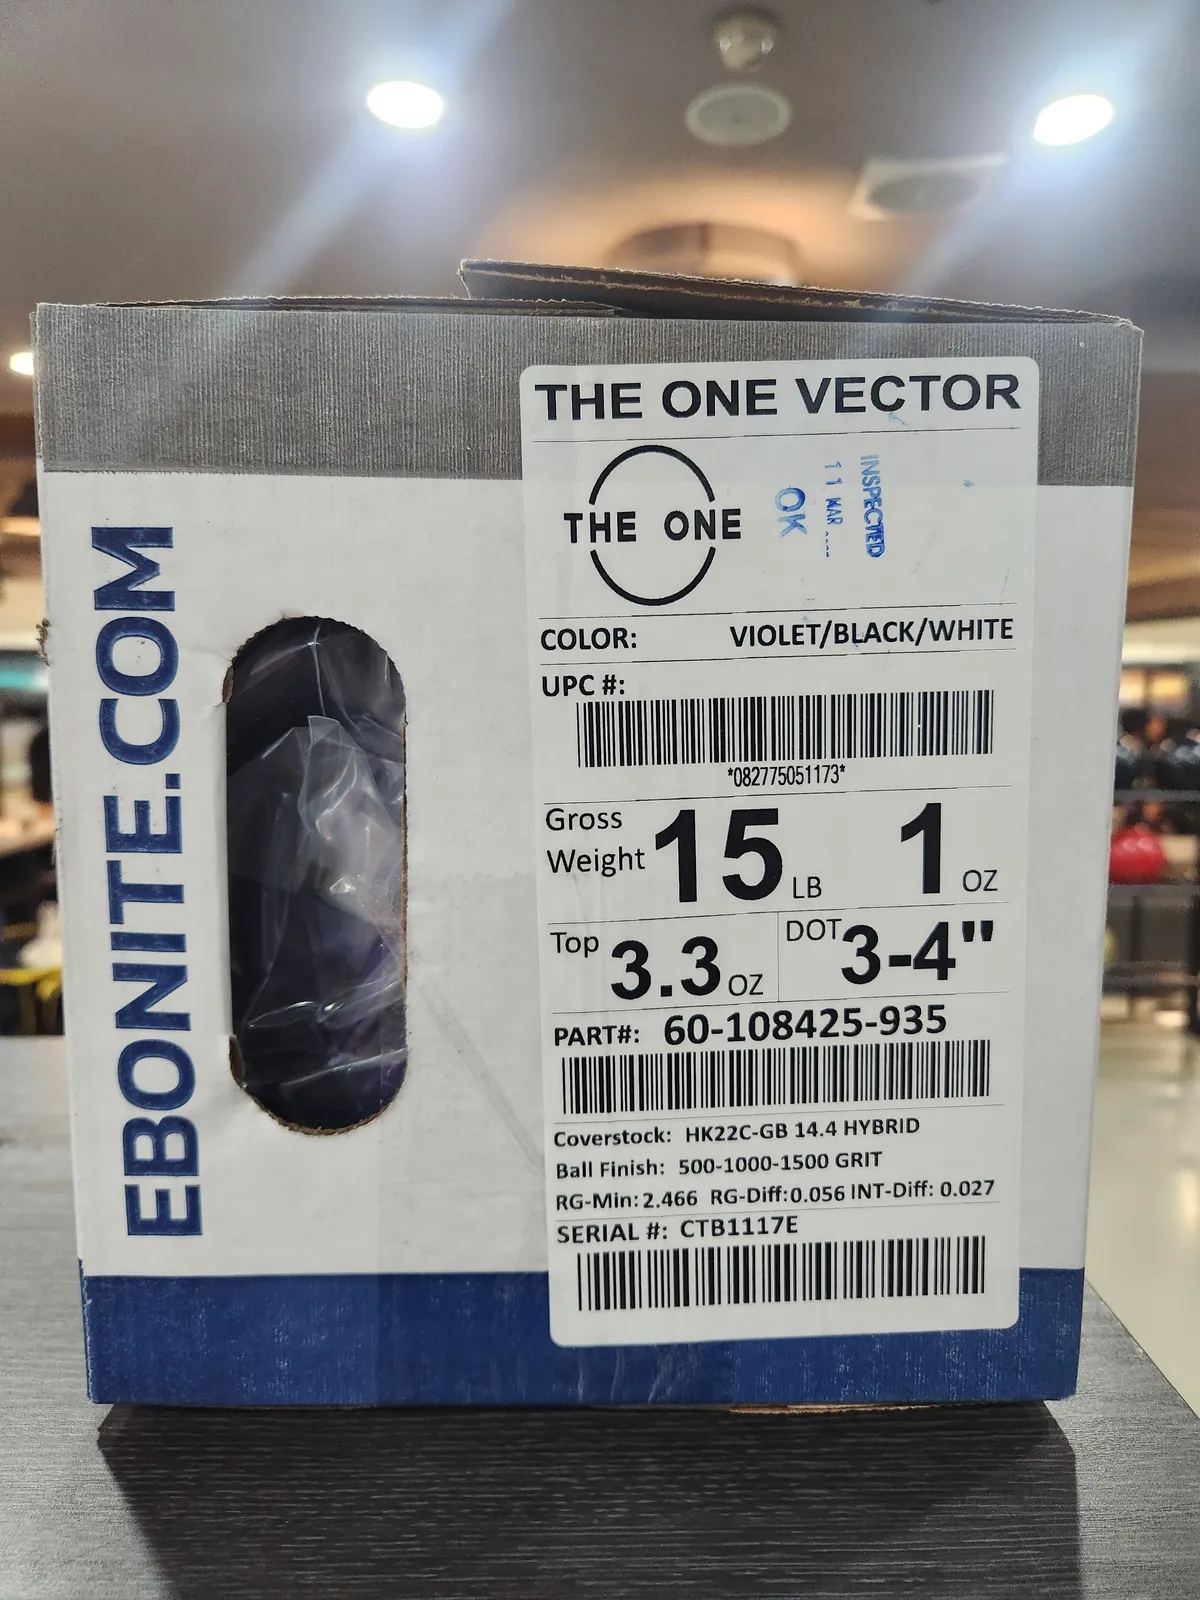 EBONITE.COM
THE ONE VECTOR
THE ONE
OK
11 MAR
INSPECTED
COLOR: VIOLET/BLACK/WHITE
UPC #:
*082775051173*
Gross Weight 15 LB 1 OZ
Top 3.3 OZ DOT 3-4"
PART#: 60-108425-935
Coverstock: HK22C-GB 14.4 HYBRID
Ball Finish: 500-1000-1500 GRIT
RG-Min: 2.466 RG-Diff: 0.056 INT-Diff: 0.027
SERIAL #: CTB1117E